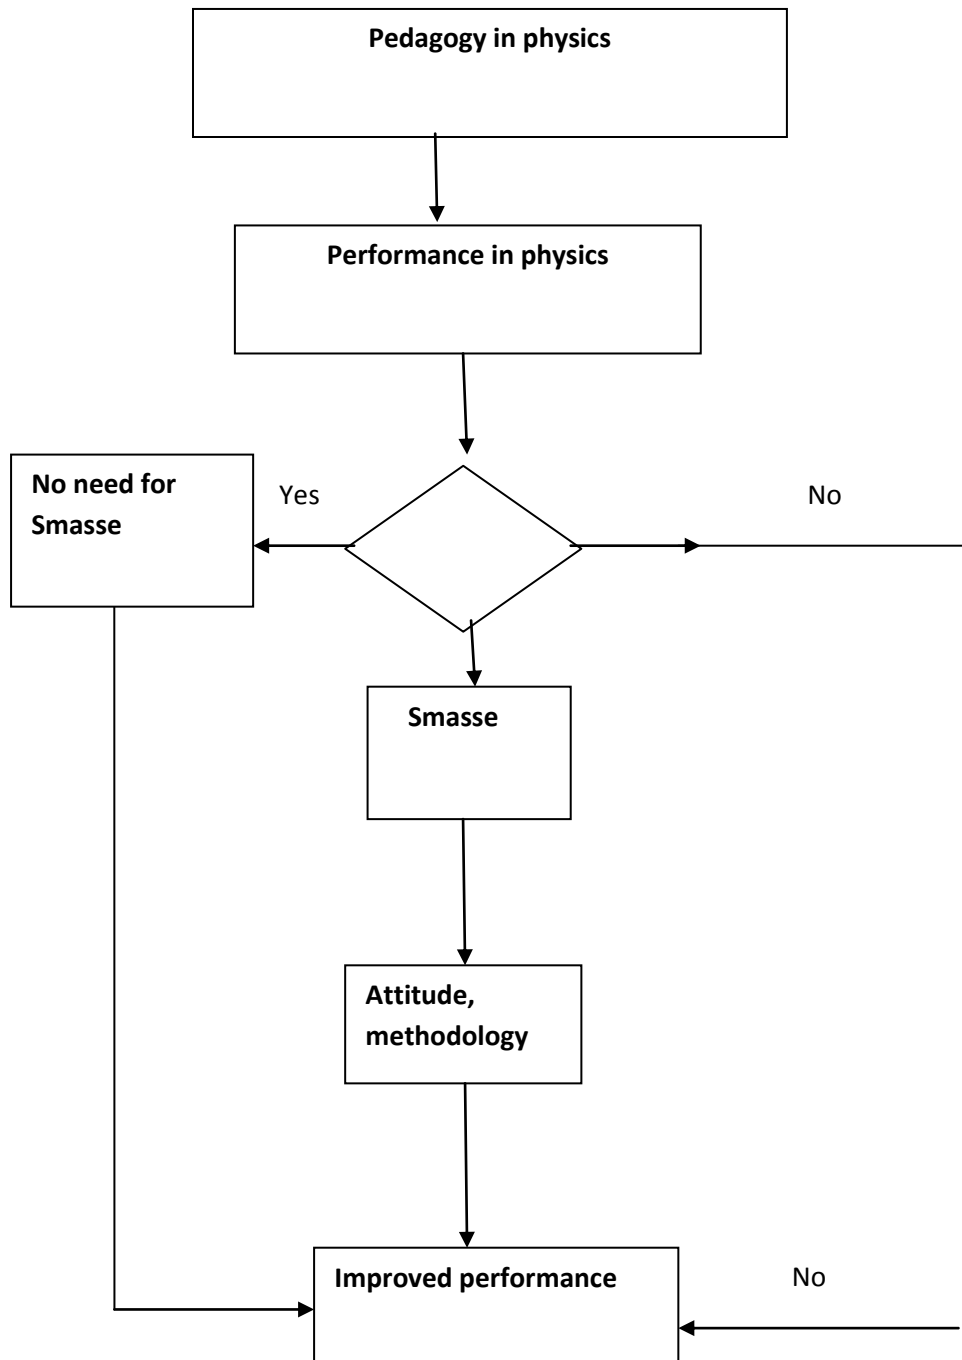 Pedagogy in physics
Performance in physics
No need for
Smasse
Yes
No
Smasse
Attitude,
methodology
Improved performance
No